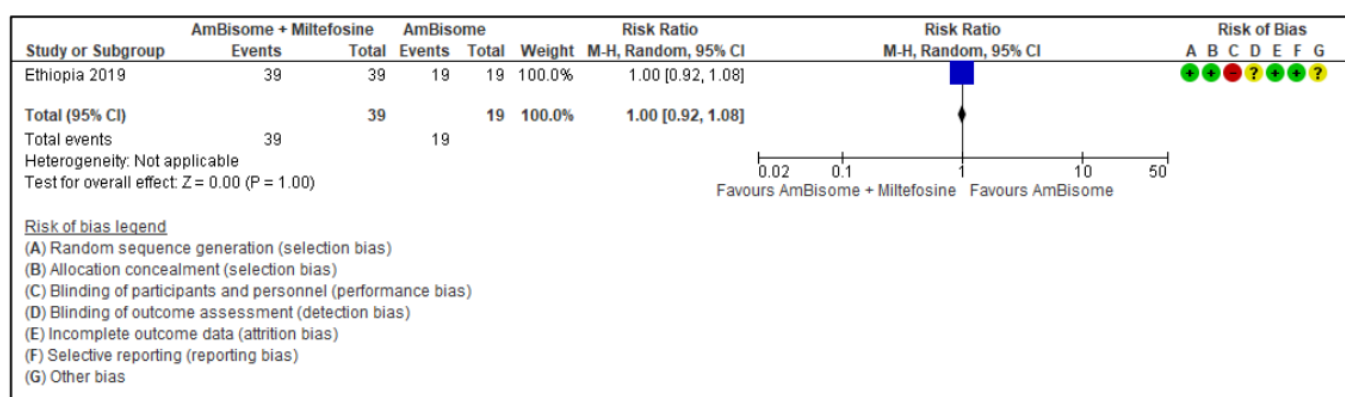 AmBisome + Miltefosine AmBisome Risk Ratio Risk Ratio Risk of Bias
Study or Subgroup Events Total Events Total Weight M-H, Random, 95% CI M-H, Random, 95% CI A B C D E F G
Ethiopia 2019 39 39 19 19 100.0% 1.00 [0.92, 1.08] + + - ? + + ?
Total (95% CI) 39 19 100.0% 1.00 [0.92, 1.08]
Total events 39 19
Heterogeneity: Not applicable
Test for overall effect: Z = 0.00 (P = 1.00)
0.02 0.1 1 10 50
Favours AmBisome + Miltefosine Favours AmBisome
Risk of bias legend
(A) Random sequence generation (selection bias)
(B) Allocation concealment (selection bias)
(C) Blinding of participants and personnel (performance bias)
(D) Blinding of outcome assessment (detection bias)
(E) Incomplete outcome data (attrition bias)
(F) Selective reporting (reporting bias)
(G) Other bias